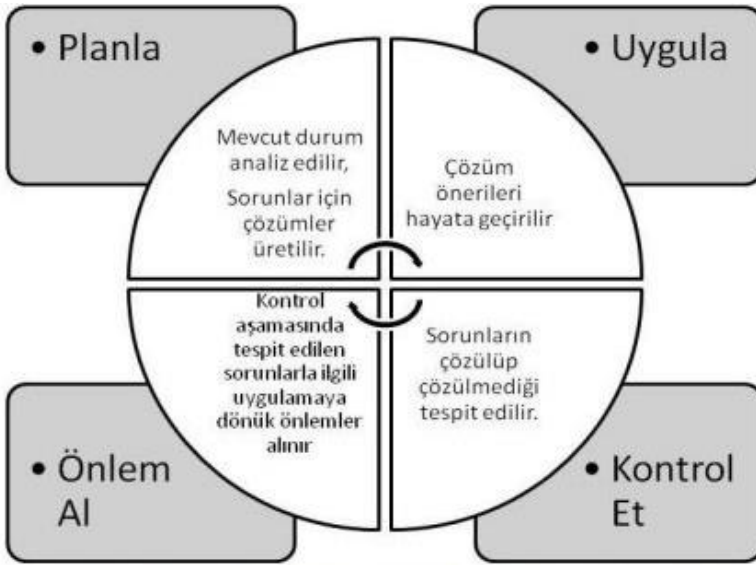 • Planla
Mevcut durum
analiz edilir,
Sorunlar için
çözümler
üretilir.
• Uygula
Çözüm
önerileri
hayata geçirilir
Kontrol
aşamasında
tespit edilen
sorunlarla ilgili
uygulamaya
dönük önlemler
alınır
• Önlem
Al
Sorunların
çözülüp
çözülmediği
tespit edilir.
• Kontrol
Et